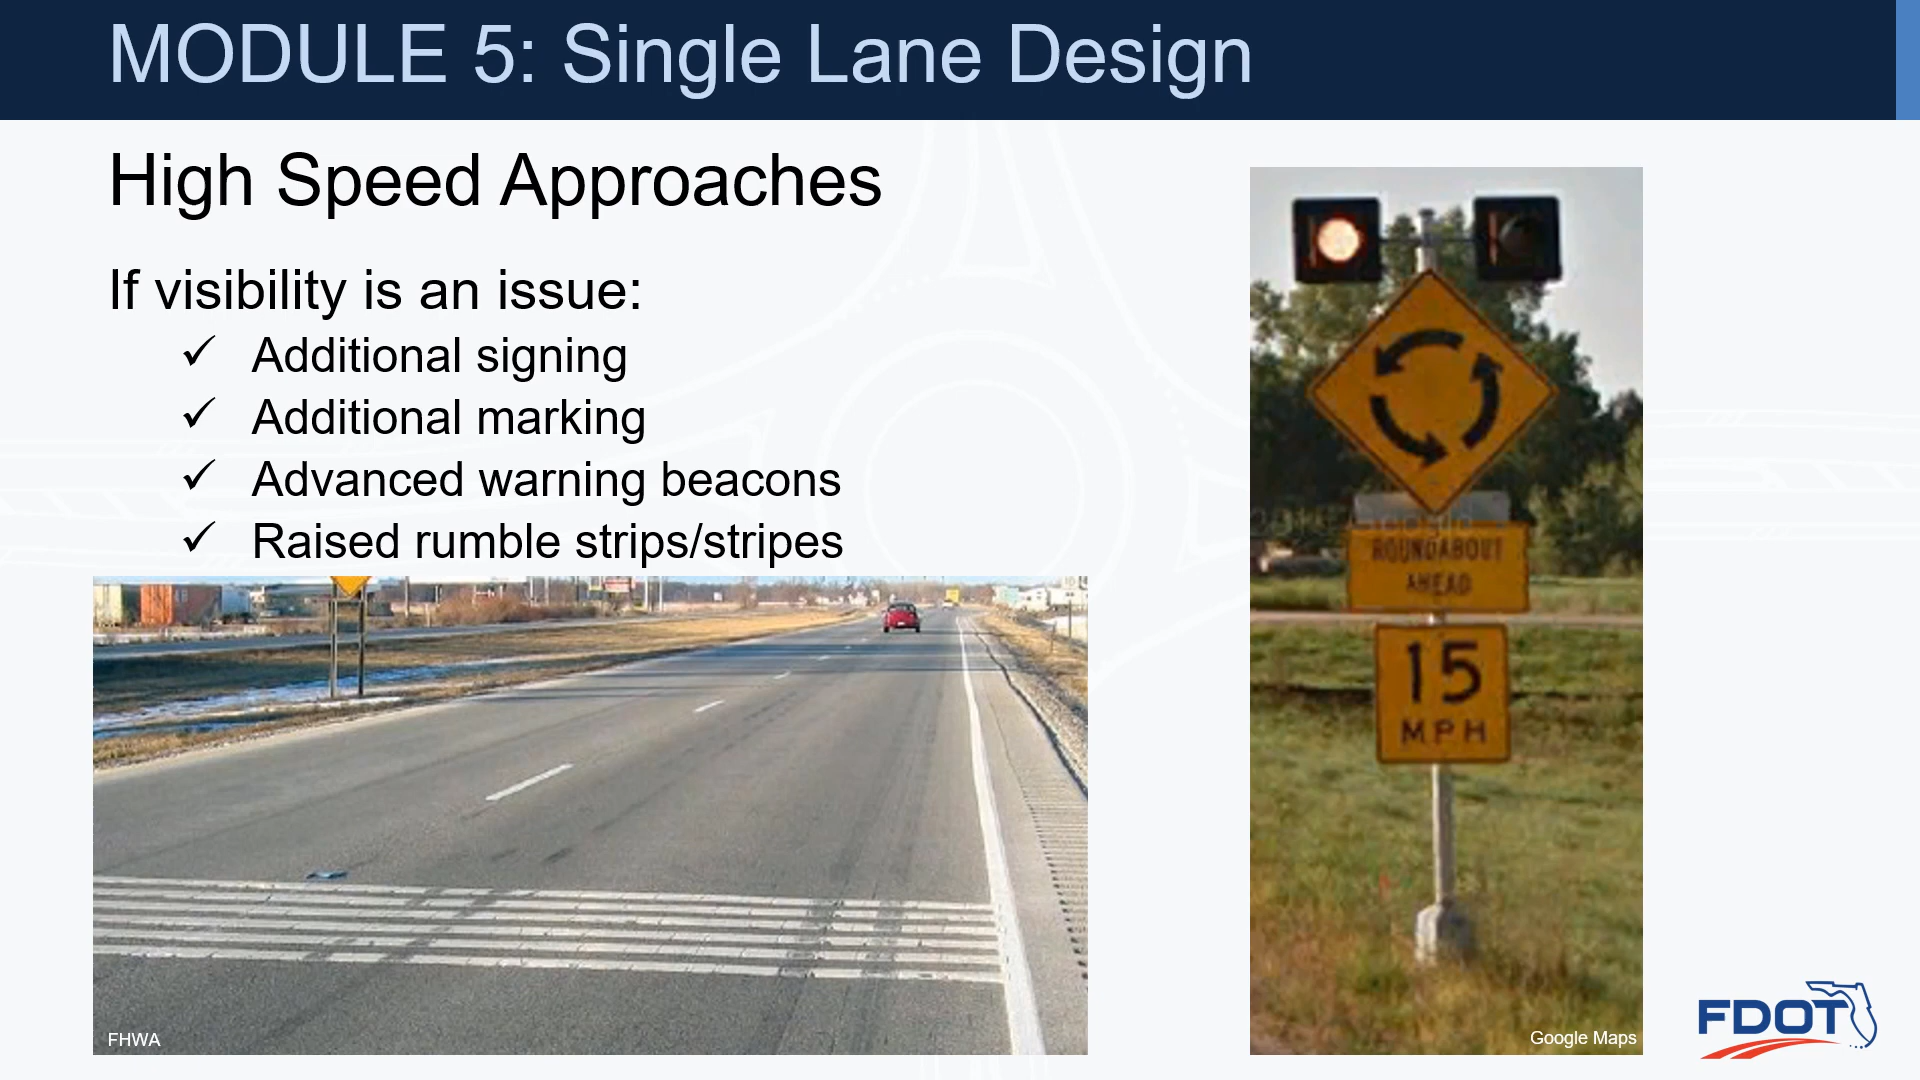 MODULE 5: Single Lane Design
High Speed Approaches
If visibility is an issue:
✓ Additional signing
✓ Additional marking
✓ Advanced warning beacons
✓ Raised rumble strips/stripes
FHWA
ROUNDABOUT
AHEAD
15
MPH
Google Maps
FDOT